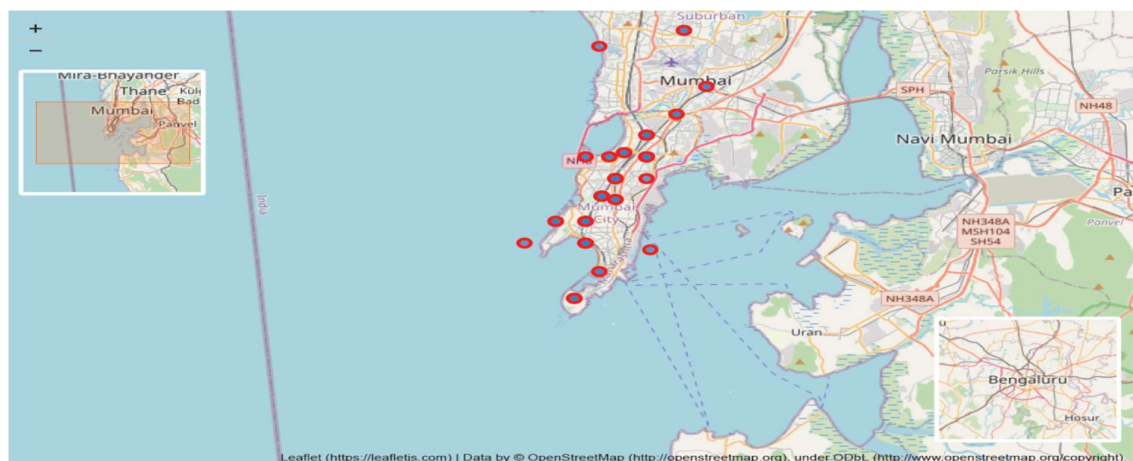 +
−
Suburban
Mumbai
SPH
Parsik Hills
NH48
Navi Mumbai
Mumbai
City
India
Pa
Panvel
NH348A
MSH104
SH54
NH348A
Uran
Mira-Bhayander
Thane
Mumbai
Panvel
Bengaluru
Hosur
Leaflet (https://leafletjs.com) | Data by © OpenStreetMap (http://openstreetmap.org), under ODbL (http://www.openstreetmap.org/copyright).